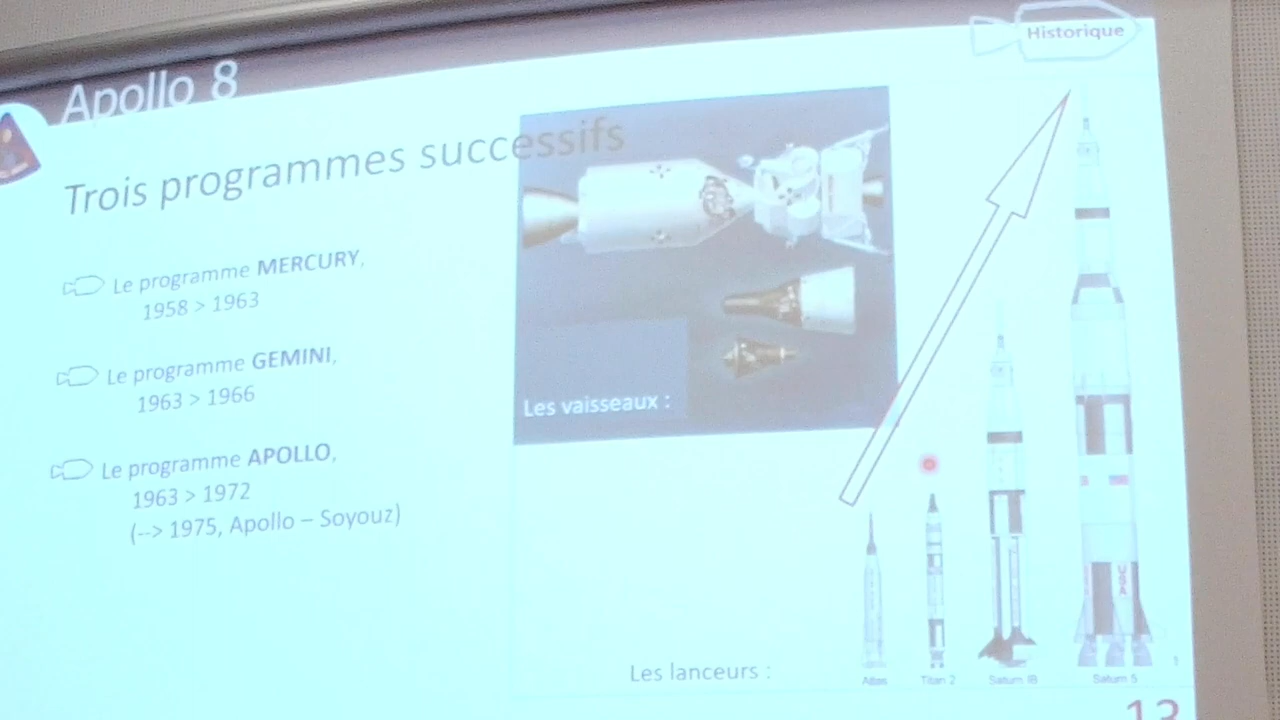 Historique
Apollo 8
Trois programmes successifs
Le programme MERCURY,
1958 > 1963
Le programme GEMINI,
1963 > 1966
Le programme APOLLO,
1963 > 1972
(--> 1975, Apollo – Soyouz)
Les vaisseaux :
USA
Les lanceurs :
Atlas
Titan 2
Saturn IB
Saturn 5
13